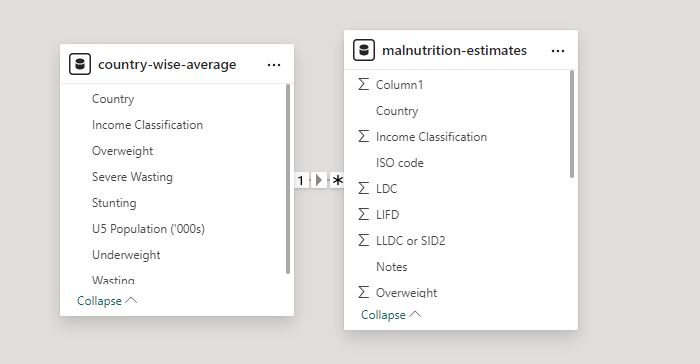 country-wise-average
...
Country
Income Classification
Overweight
Severe Wasting
Stunting
U5 Population ('000s)
Underweight
Wasting
Collapse
1
*
malnutrition-estimates
...
Σ Column1
Country
Σ Income Classification
ISO code
Σ LDC
Σ LIFD
Σ LLDC or SID2
Notes
Σ Overweight
Collapse